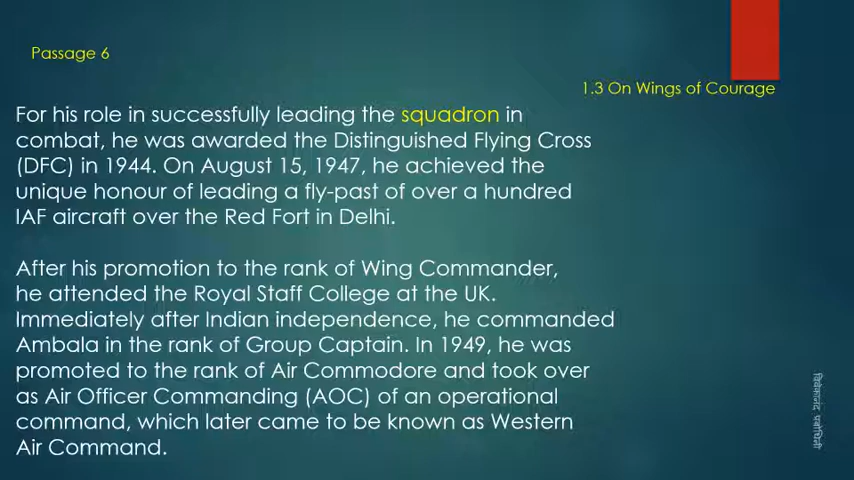 Passage 6
1.3 On Wings of Courage
For his role in successfully leading the squadron in
combat, he was awarded the Distinguished Flying Cross
(DFC) in 1944. On August 15, 1947, he achieved the
unique honour of leading a fly-past of over a hundred
IAF aircraft over the Red Fort in Delhi.
After his promotion to the rank of Wing Commander,
he attended the Royal Staff College at the UK.
Immediately after Indian independence, he commanded
Ambala in the rank of Group Captain. In 1949, he was
promoted to the rank of Air Commodore and took over
as Air Officer Commanding (AOC) of an operational
command, which later came to be known as Western
Air Command.